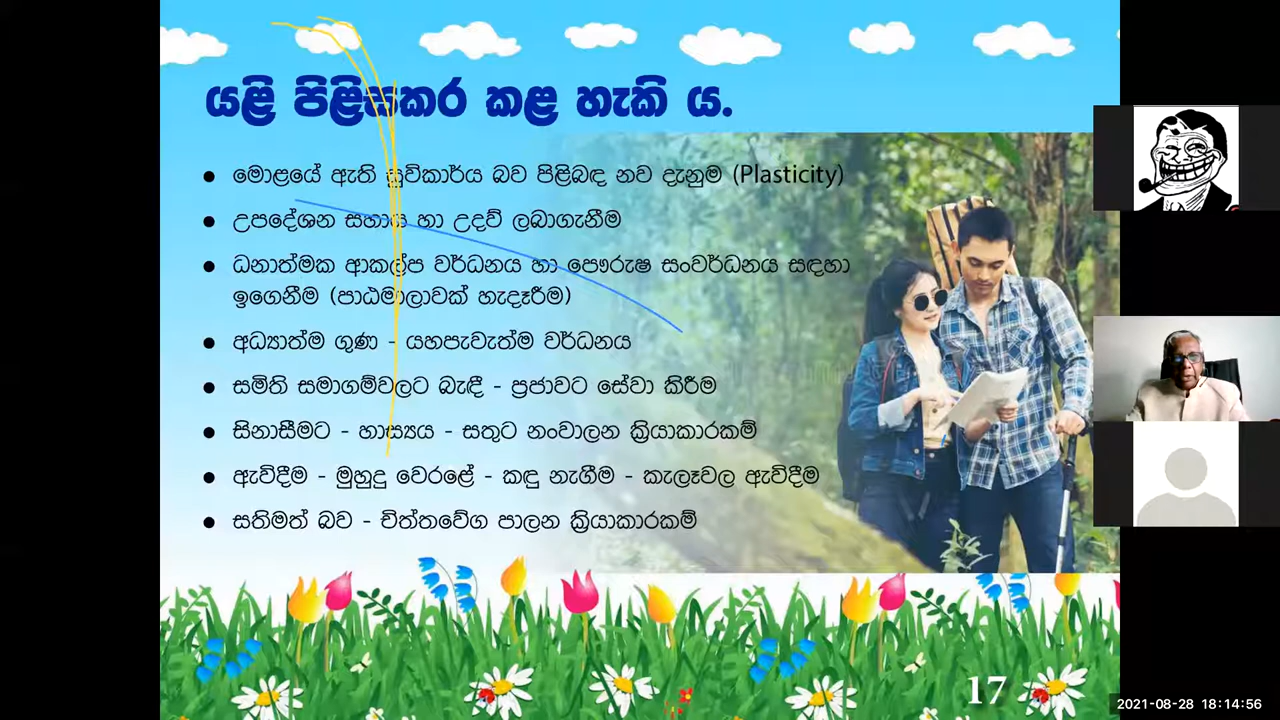 යළි පිළිසකර කළ හැකි ය.
• මොළයේ ඇති සුවිකාර්ය බව පිළිබඳ නව දැනුම (Plasticity)
• උපදේශන සහාය හා උදව් ලබාගැනීම
• ධනාත්මක ආකල්ප වර්ධනය හා පෞරුෂ සංවර්ධනය සඳහා
ඉගෙනීම (පාඨමාලාවක් හැදෑරීම)
• අධ්‍යාත්ම ගුණ - යහපැවැත්ම වර්ධනය
• සමිති සමාගම්වලට බැඳී - ප්‍රජාවට සේවා කිරීම
• සිනාසීමට - හාස්‍යය - සතුට නංවාලන ක්‍රියාකාරකම්
• ඇවිදීම - මුහුදු වෙරළේ - කඳු නැගීම - කැලෑවල ඇවිදීම
• සතිමත් බව - චිත්තවේග පාලන ක්‍රියාකාරකම්
17
2021-08-28 18:14:56